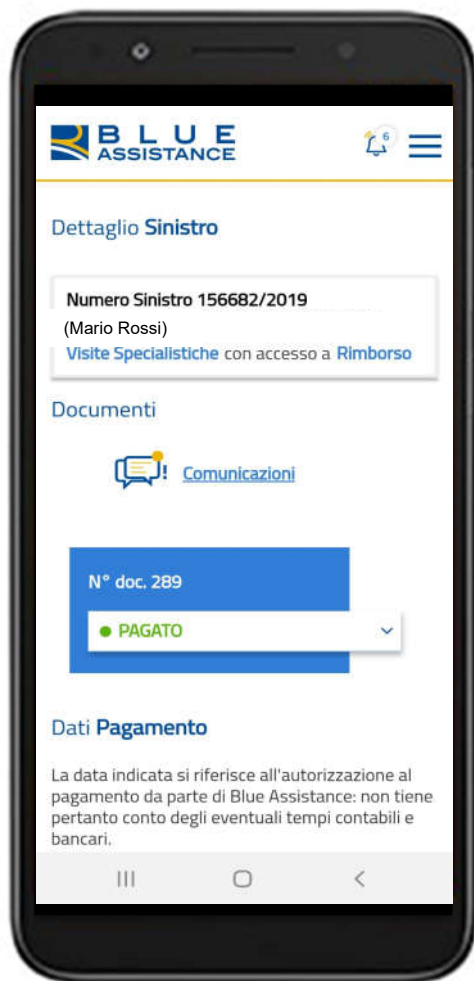 BLUE
ASSISTANCE
6
Dettaglio Sinistro
Numero Sinistro 156682/2019
(Mario Rossi)
Visite Specialistiche con accesso a Rimborso
Documenti
Comunicazioni
N° doc. 289
PAGATO
Dati Pagamento
La data indicata si riferisce all'autorizzazione al
pagamento da parte di Blue Assistance: non tiene
pertanto conto degli eventuali tempi contabili e
bancari.